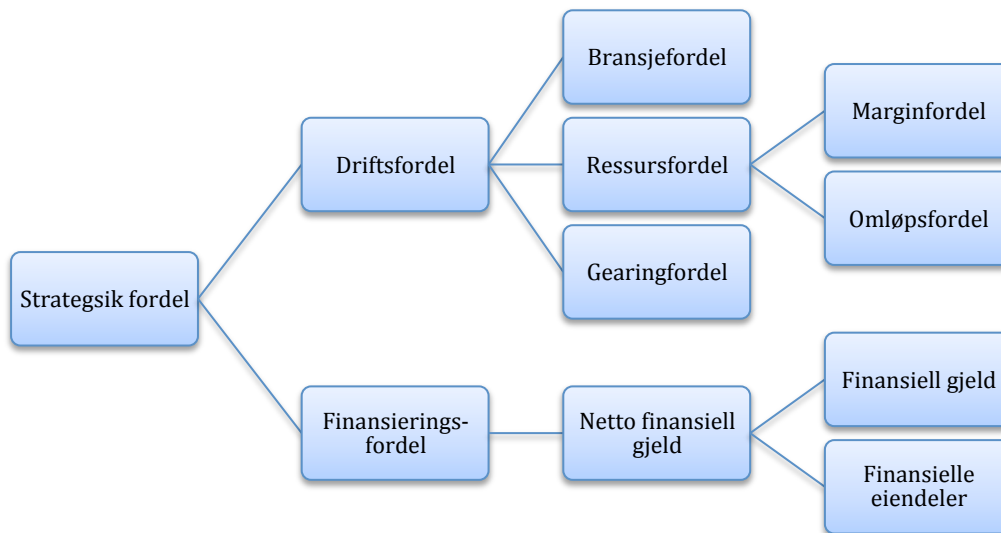 Bransjefordel
Marginfordel
Driftsfordel
Ressursfordel
Omløpsfordel
Gearingfordel
Strategsik fordel
Finansiell gjeld
Finansierings-
fordel
Netto finansiell
gjeld
Finansielle
eiendeler